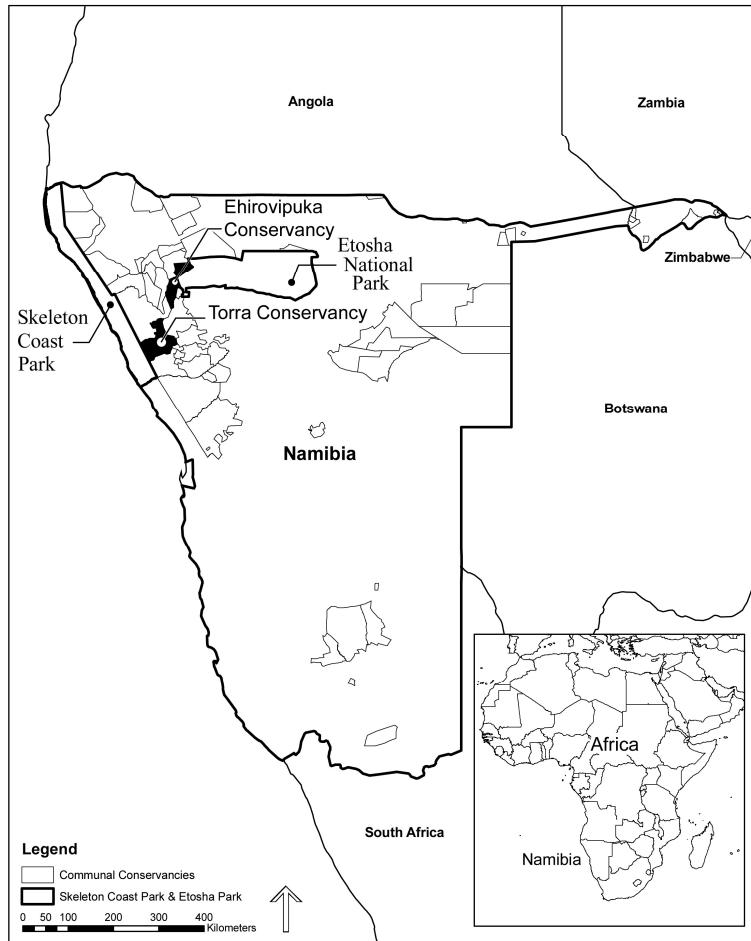 Angola
Zambia
Ehirovipuka
Conservancy
Etosha
National
Park
Zimbabwe
Skeleton
Coast
Park
Torra Conservancy
Botswana
Namibia
Africa
Namibia
South Africa
Legend
Communal Conservancies
Skeleton Coast Park & Etosha Park
0 50 100 200 300 400
Kilometers